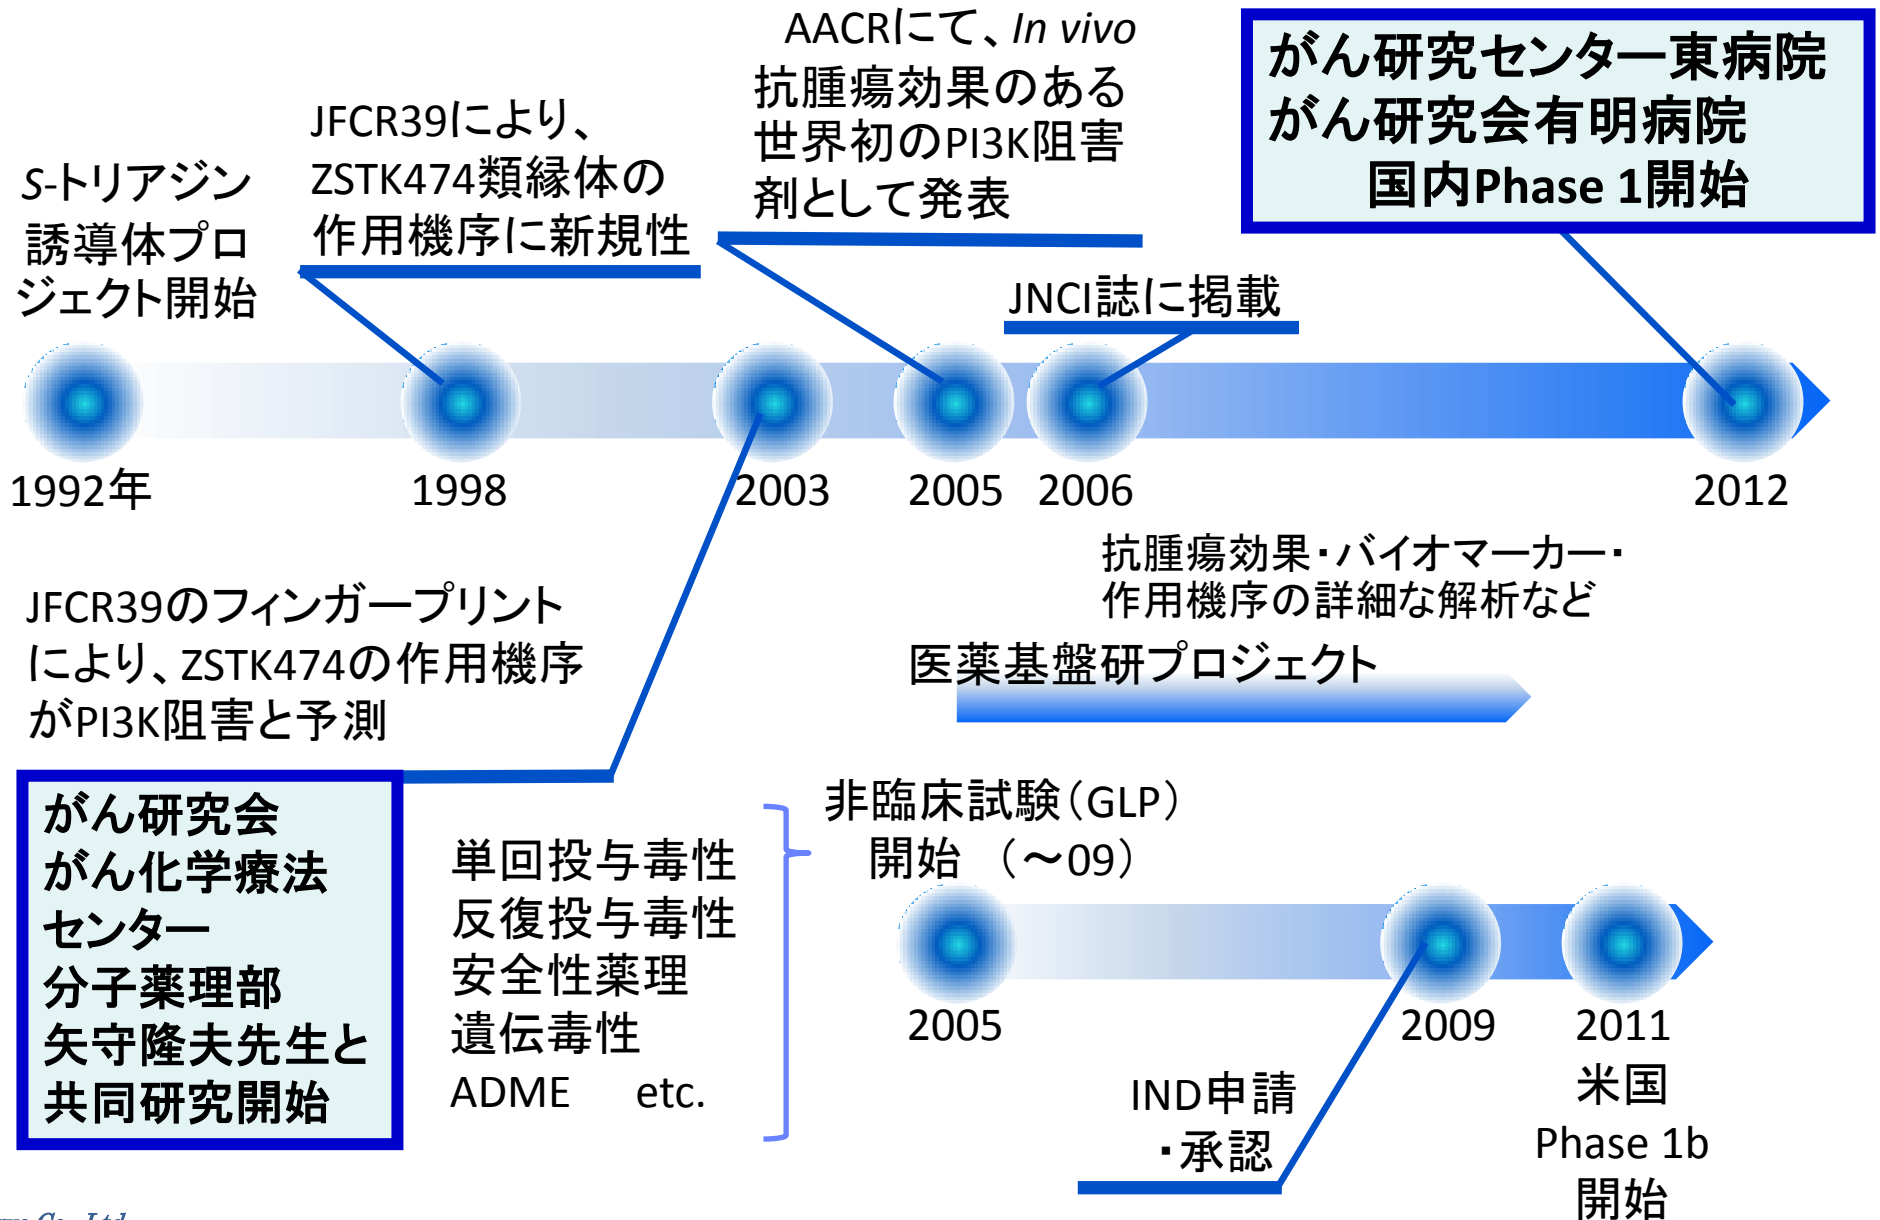 S-トリアジン
誘導体プロ
ジェクト開始
JFCR39により、
ZSTK474類縁体の
作用機序に新規性
AACRにて、In vivo
抗腫瘍効果のある
世界初のPI3K阻害
剤として発表
JNCI誌に掲載
がん研究センター東病院
がん研究会有明病院
国内Phase 1開始
1992年
1998
2003
2005
2006
2012
JFCR39のフィンガープリント
により、ZSTK474の作用機序
がPI3K阻害と予測
がん研究会
がん化学療法
センター
分子薬理部
矢守隆夫先生と
共同研究開始
抗腫瘍効果・バイオマーカー・
作用機序の詳細な解析など
医薬基盤研プロジェクト
単回投与毒性
反復投与毒性
安全性薬理
遺伝毒性
ADME etc.
非臨床試験（GLP）
開始 （～09）
2005
2009
2011
IND申請
・承認
米国
Phase 1b
開始
Co., Ltd